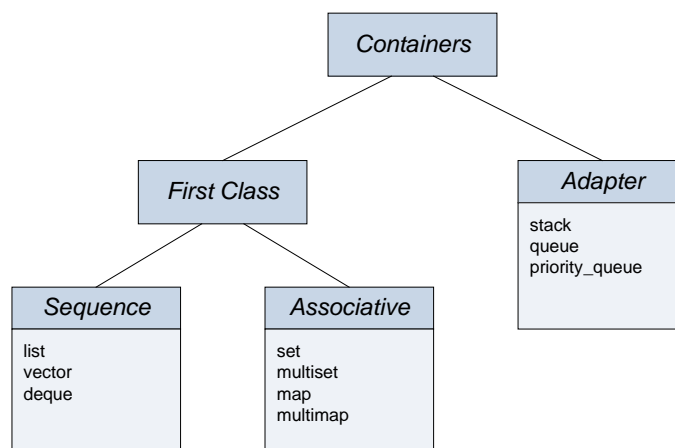 Containers
First Class
Adapter
stack
queue
priority_queue
Sequence
list
vector
deque
Associative
set
multiset
map
multimap